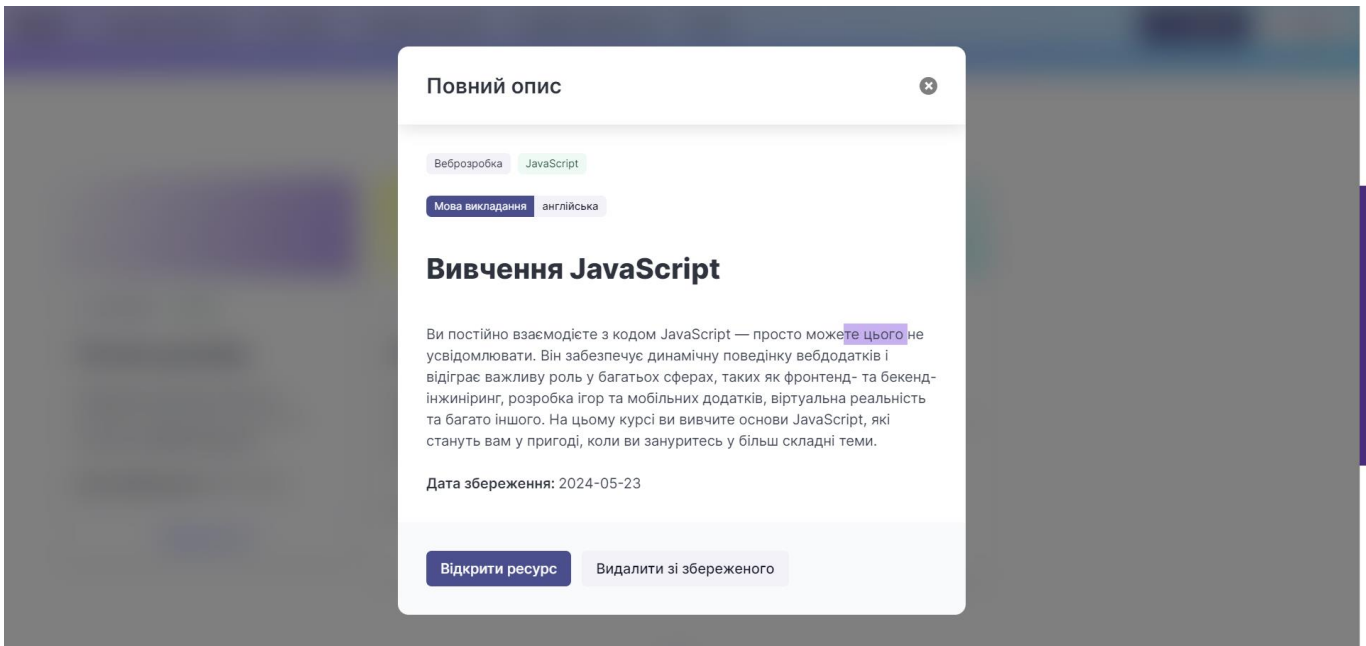 Повний опис
Веброзробка JavaScript
Мова викладання англійська
Вивчення JavaScript
Ви постійно взаємодієте з кодом JavaScript — просто можете цього не
усвідомлювати. Він забезпечує динамічну поведінку вебдодатків і
відіграє важливу роль у багатьох сферах, таких як фронтенд- та бекенд-
інжиніринг, розробка ігор та мобільних додатків, віртуальна реальність
та багато іншого. На цьому курсі ви вивчите основи JavaScript, які
стануть вам у пригоді, коли ви зануритесь у більш складні теми.
Дата збереження: 2024-05-23
Відкрити ресурс Видалити зі збереженого